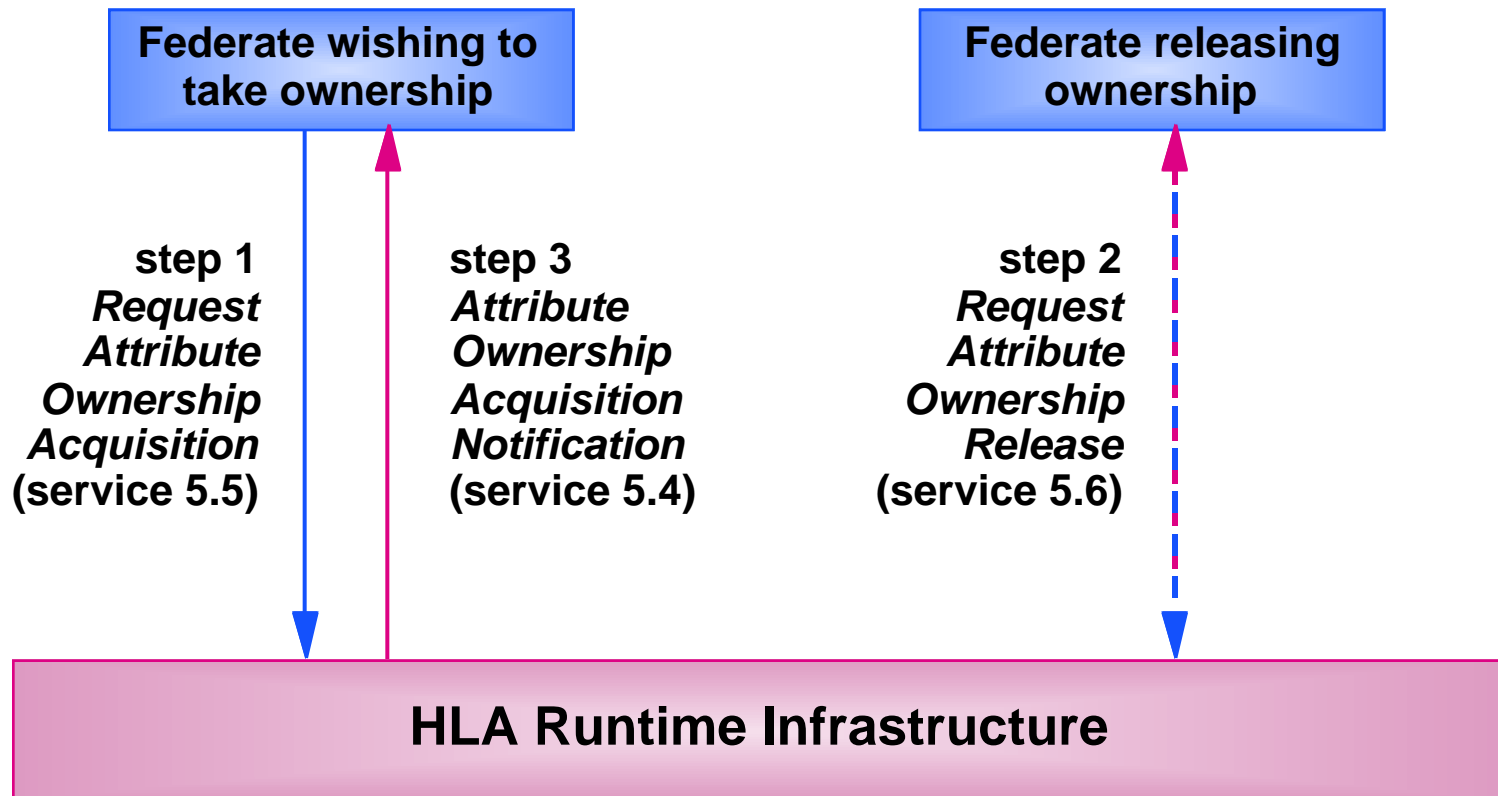 Federate wishing to
take ownership
Federate releasing
ownership
step 1
Request
Attribute
Ownership
Acquisition
(service 5.5)
step 3
Attribute
Ownership
Acquisition
Notification
(service 5.4)
step 2
Request
Attribute
Ownership
Release
(service 5.6)
HLA Runtime Infrastructure